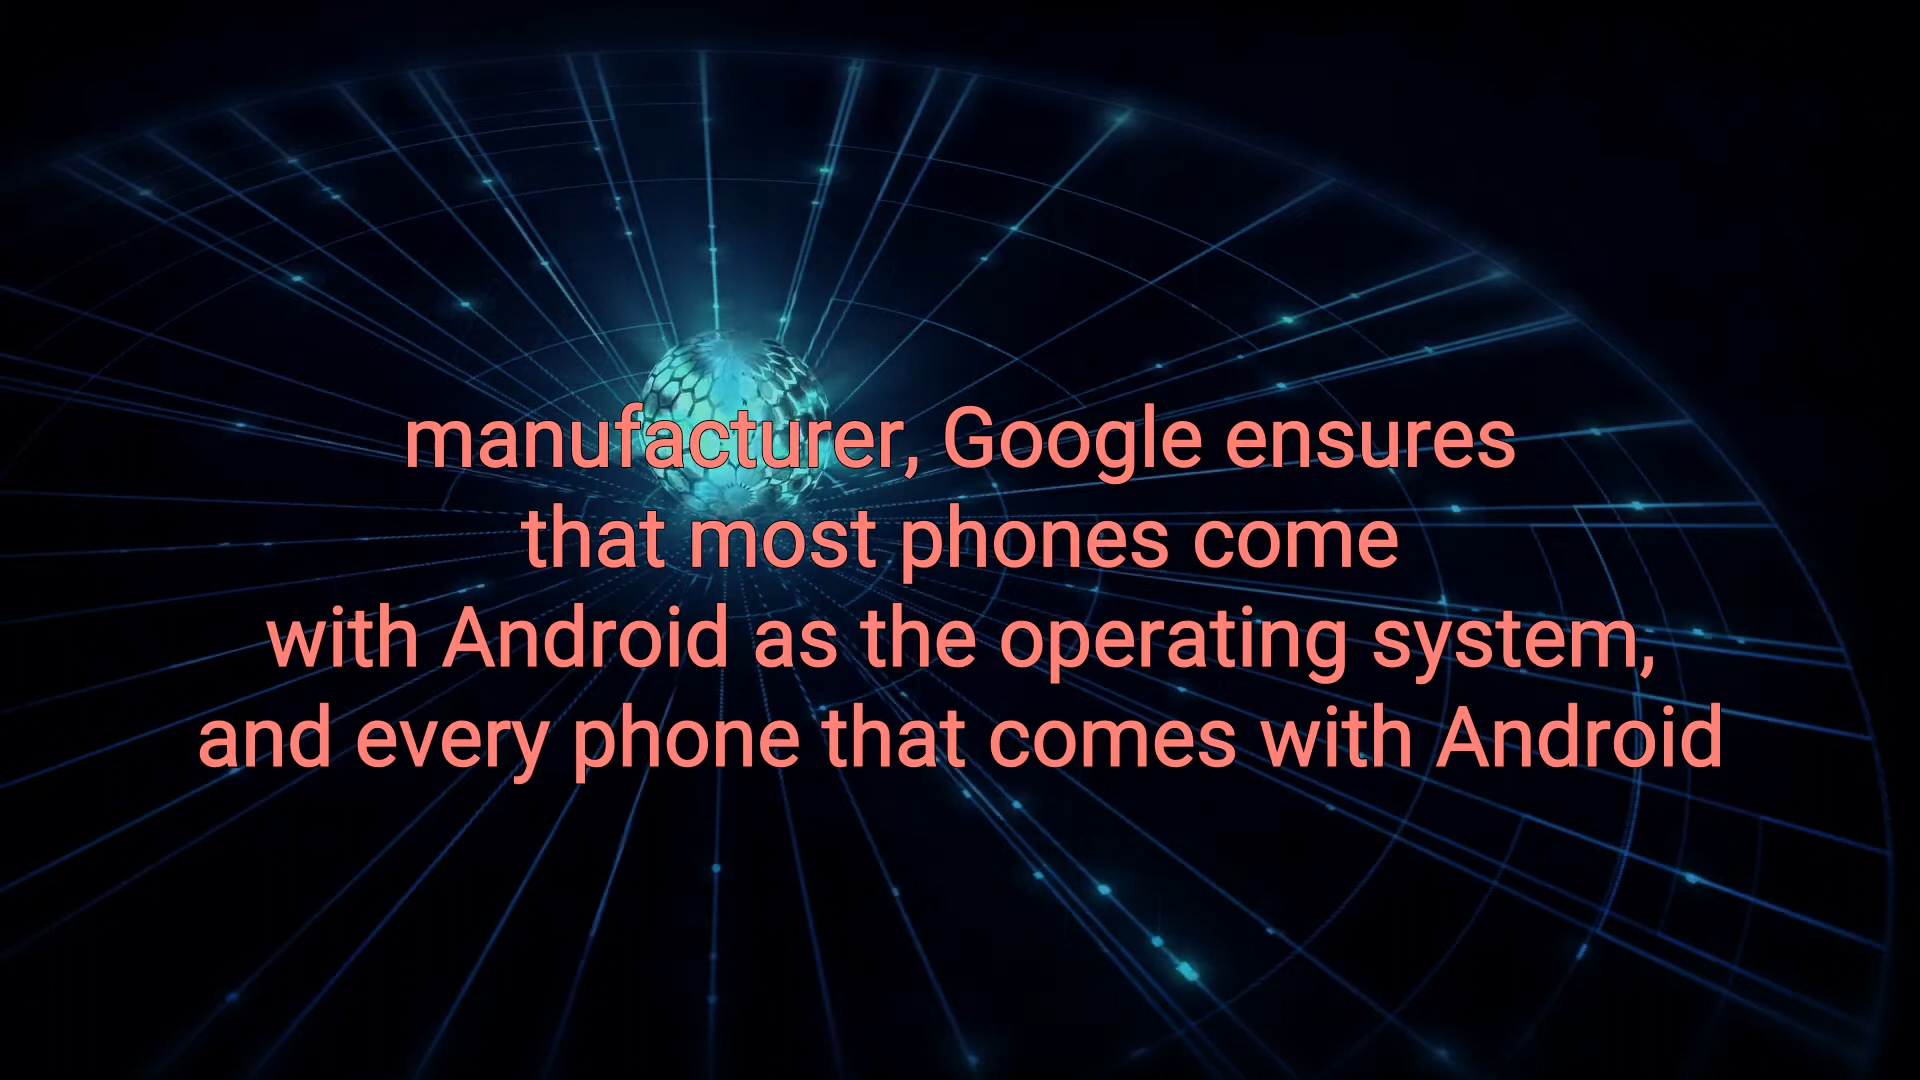 manufacturer, Google ensures
that most phones come
with Android as the operating system,
and every phone that comes with Android